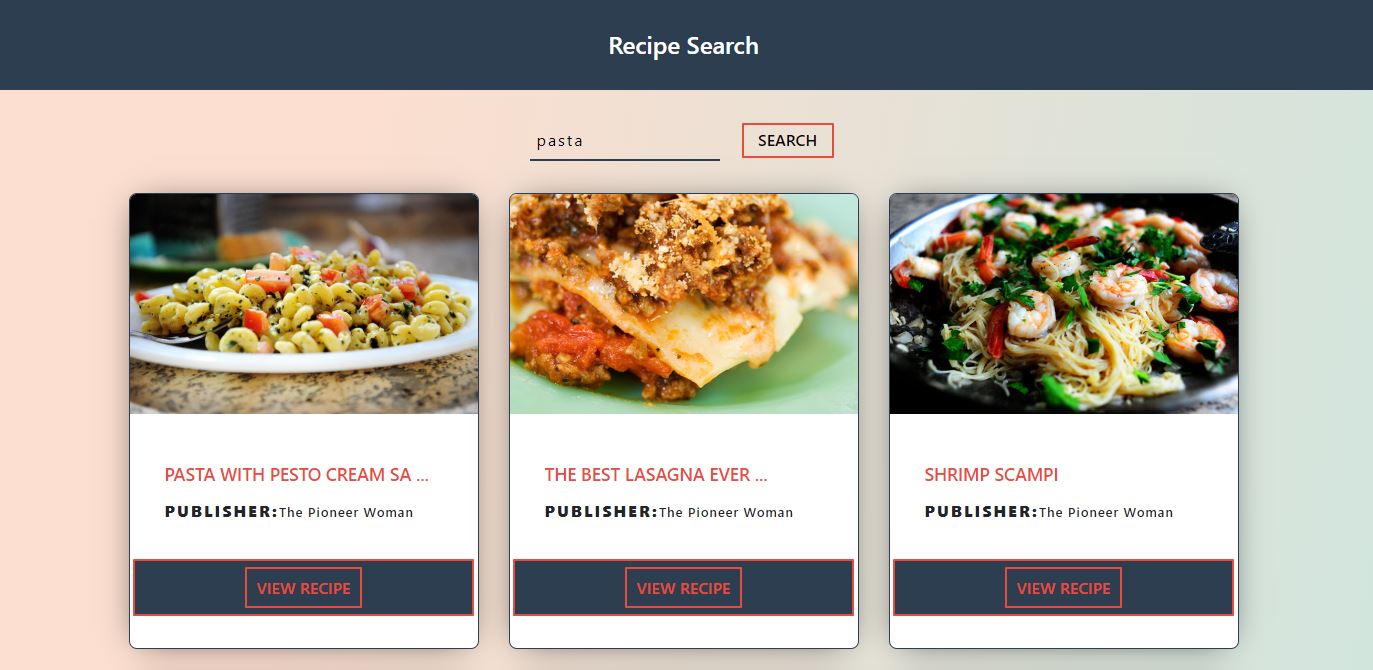 Recipe Search
pasta
SEARCH
PASTA WITH PESTO CREAM SA ...
PUBLISHER:The Pioneer Woman
VIEW RECIPE
THE BEST LASAGNA EVER ...
PUBLISHER:The Pioneer Woman
VIEW RECIPE
SHRIMP SCAMPI
PUBLISHER:The Pioneer Woman
VIEW RECIPE